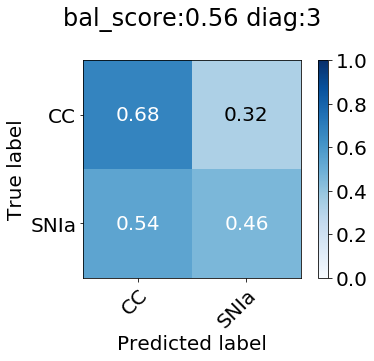 bal_score:0.56 diag:3
1.0
0.8
0.6
0.4
0.2
0.0
True label
CC
0.68 0.32
SNIa
0.54 0.46
CC SNIa
Predicted label